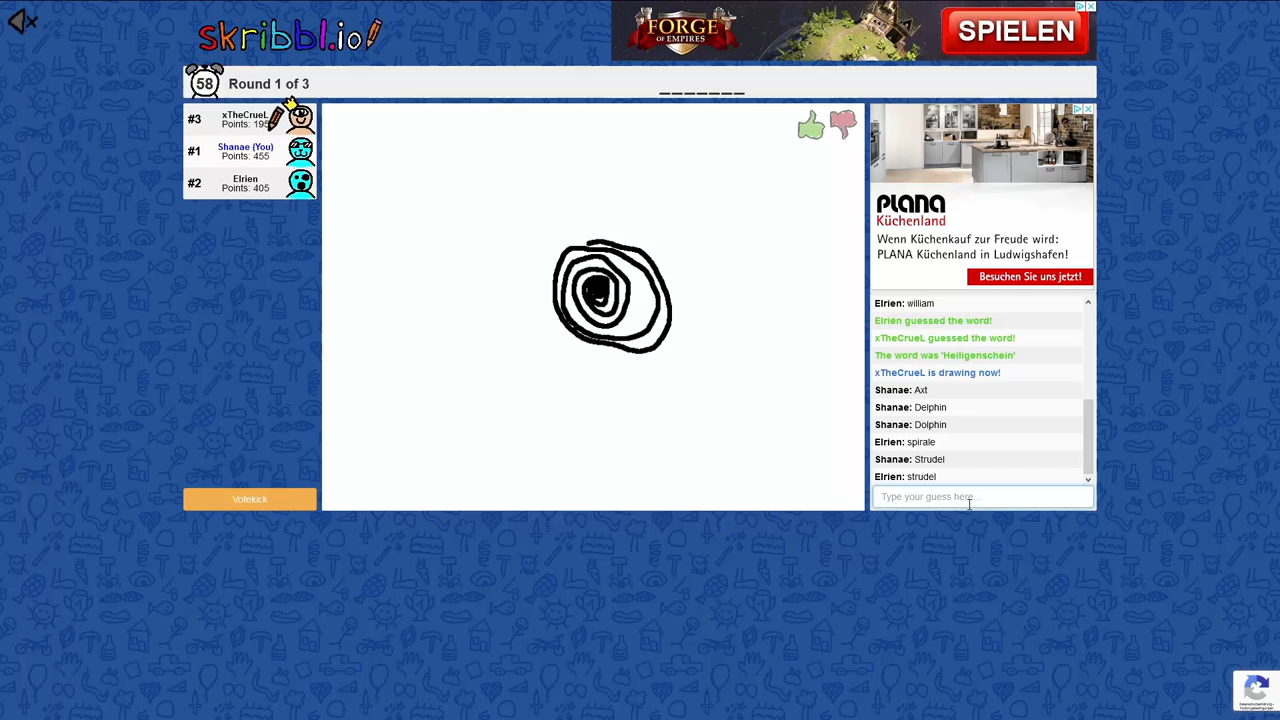 skribbl.io
FORGE
OF EMPIRES
SPIELEN
58
Round 1 of 3
_______
#3
xTheCrueL
Points: 195
#1
Shanae (You)
Points: 455
#2
Elrien
Points: 405
PLANA
Küchenland
Wenn Küchenkauf zur Freude wird:
PLANA Küchenland in Ludwigshafen!
Besuchen Sie uns jetzt!
Elrien: william
Elrien guessed the word!
xTheCrueL guessed the word!
The word was 'Heiligenschein'
xTheCrueL is drawing now!
Shanae: Axt
Shanae: Delphin
Shanae: Dolphin
Elrien: spirale
Shanae: Strudel
Elrien: strudel
Type your guess here...
Votekick